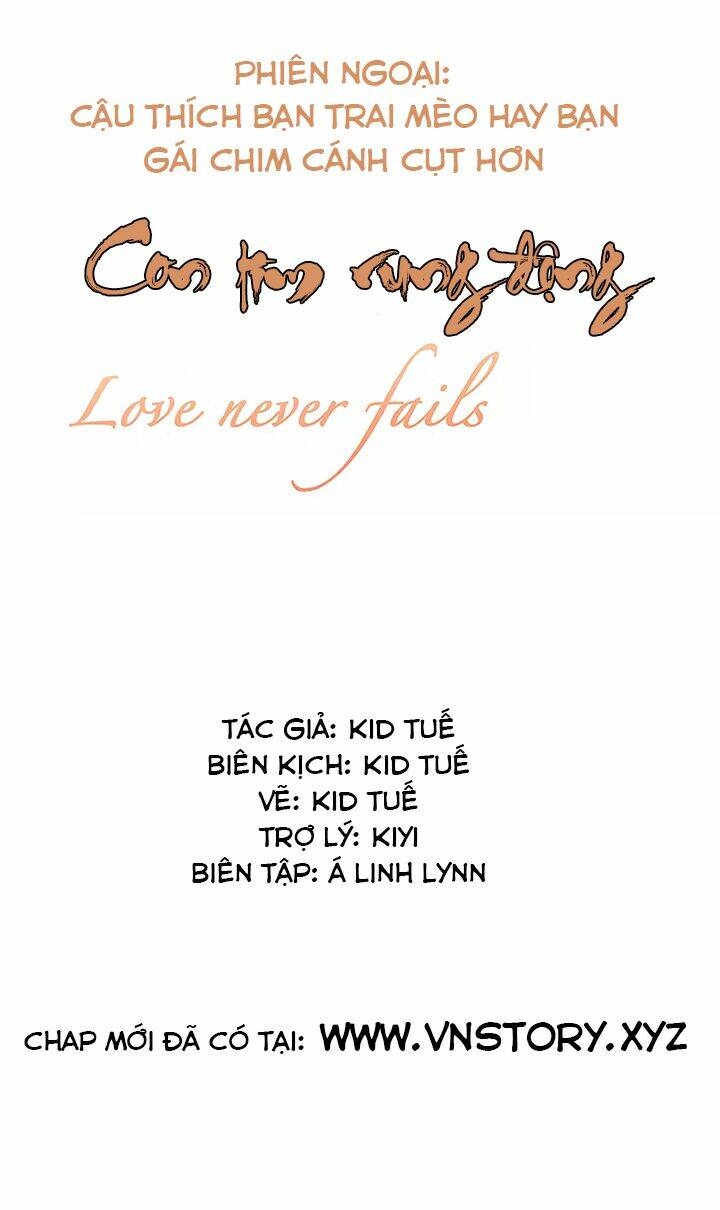 PHIÊN NGOẠI:
CẬU THÍCH BẠN TRAI MÈO HAY BẠN
GÁI CHIM CÁNH CỤT HƠN
Con tim rung động
Love never fails
TÁC GIẢ: KID TUẾ
BIÊN KỊCH: KID TUẾ
VẼ: KID TUẾ
TRỢ LÝ: KIYI
BIÊN TẬP: Á LINH LYNN
CHAP MỚI ĐÃ CÓ TẠI: WWW.VNSTORY.XYZ